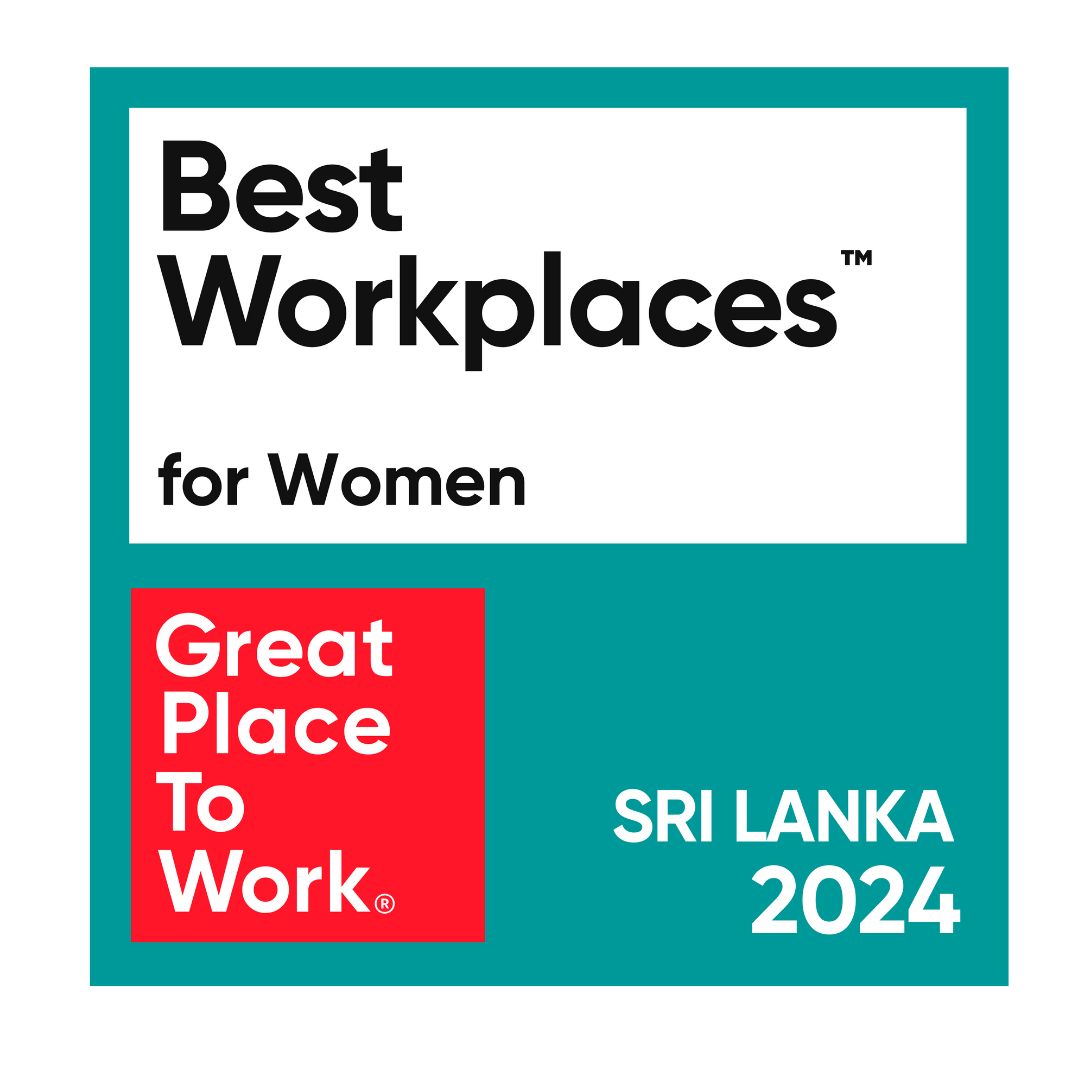 Best
Workplaces™
for Women
Great
Place
To
Work®
SRI LANKA
2024